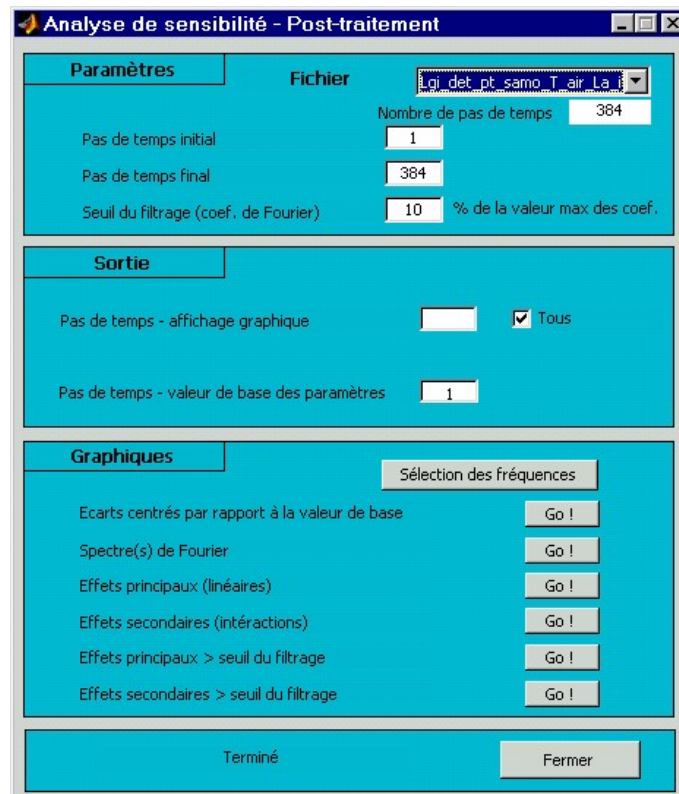 Analyse de sensibilité - Post-traitement
Paramètres
Fichier Lgi_det_pt_samo_T_air_La_i
Nombre de pas de temps 384
Pas de temps initial 1
Pas de temps final 384
Seuil du filtrage (coef. de Fourier) 10 % de la valeur max des coef.
Sortie
Pas de temps - affichage graphique Tous
Pas de temps - valeur de base des paramètres 1
Graphiques
Sélection des fréquences
Ecarts centrés par rapport à la valeur de base Go !
Spectre(s) de Fourier Go !
Effets principaux (linéaires) Go !
Effets secondaires (intéractions) Go !
Effets principaux > seuil du filtrage Go !
Effets secondaires > seuil du filtrage Go !
Terminé Fermer